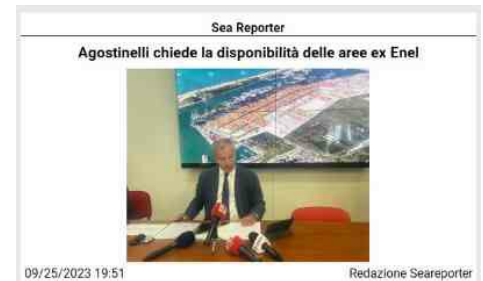 Sea Reporter
Agostinelli chiede la disponibilità delle aree ex Enel
09/25/2023 19:51
Redazione Seareporter